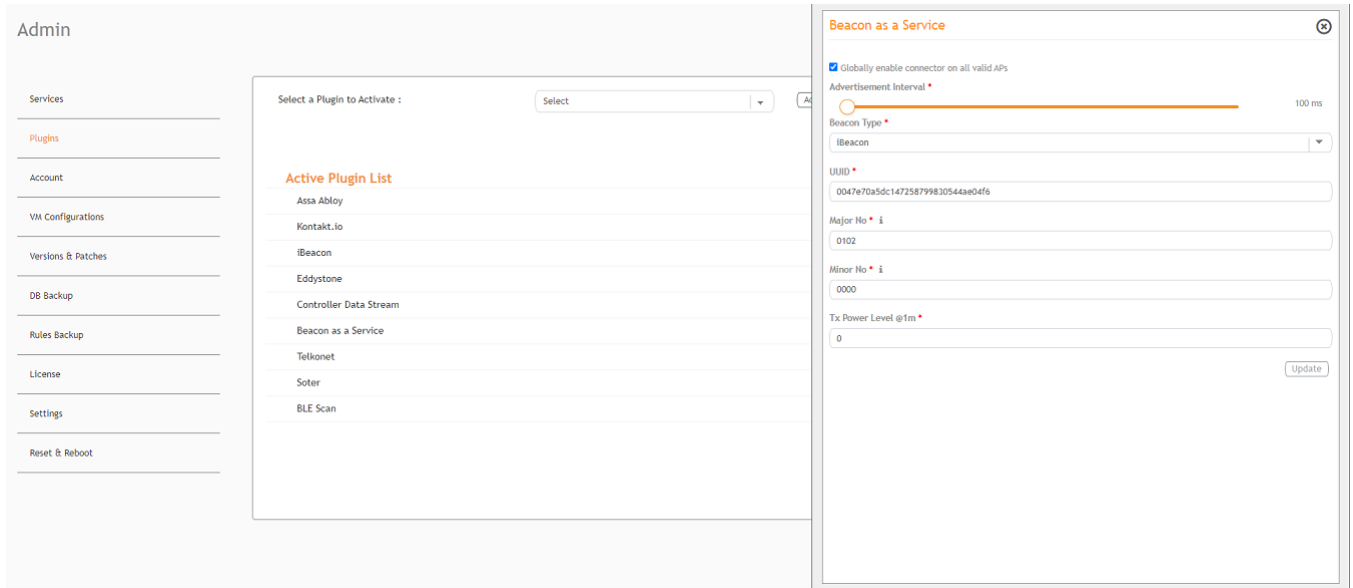 Admin
Services
Plugins
Account
VM Configurations
Versions & Patches
DB Backup
Rules Backup
License
Settings
Reset & Reboot
Select a Plugin to Activate :
Select
Active Plugin List
Assa Abloy
Kontakt.io
iBeacon
Eddystone
Controller Data Stream
Beacon as a Service
Telkonet
Soter
BLE Scan
Beacon as a Service
Globally enable connector on all valid APs
Advertisement Interval *
100 ms
Beacon Type *
iBeacon
UUID *
0047e70a5dc147258799830544ae04f6
Major No * i
0102
Minor No * i
0000
Tx Power Level @1m *
0
Update